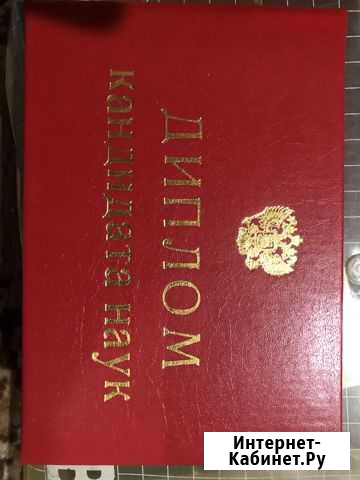 ДИПЛОМ
кандидата наук
Интернет-
Кабинет.Ру